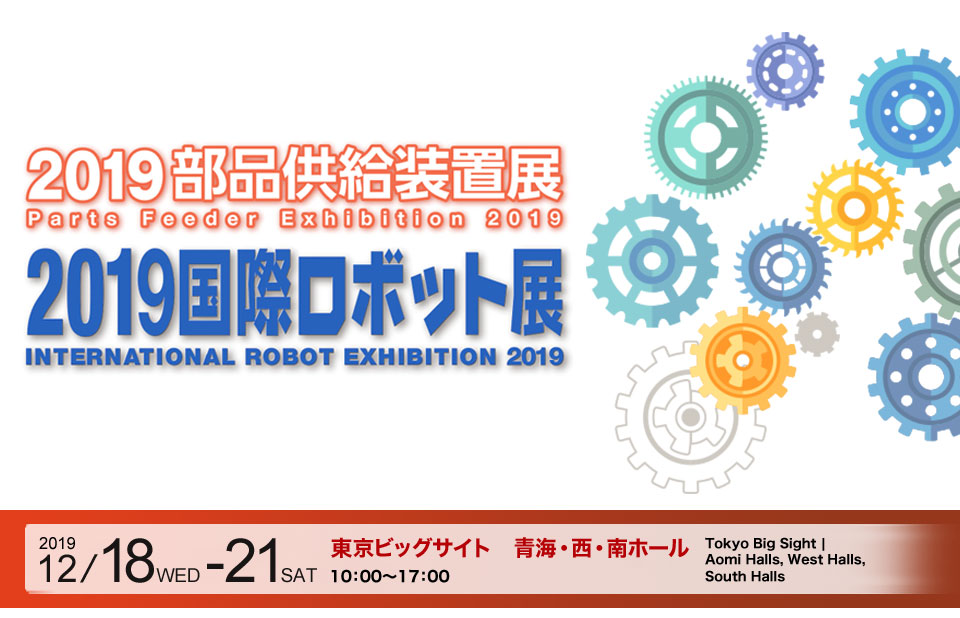 2019部品供給装置展
Parts Feeder Exhibition 2019
2019国際ロボット展
INTERNATIONAL ROBOT EXHIBITION 2019
2019
12/18WED-21SAT
東京ビッグサイト 青海・西・南ホール
10:00〜17:00
Tokyo Big Sight |
Aomi Halls, West Halls,
South Halls